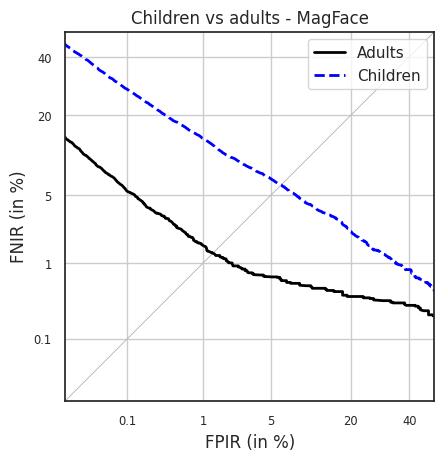 Children vs adults - MagFace
Adults
Children
FNIR (in %)
40
20
5
1
0.1
0.1 1 5 20 40
FPIR (in %)